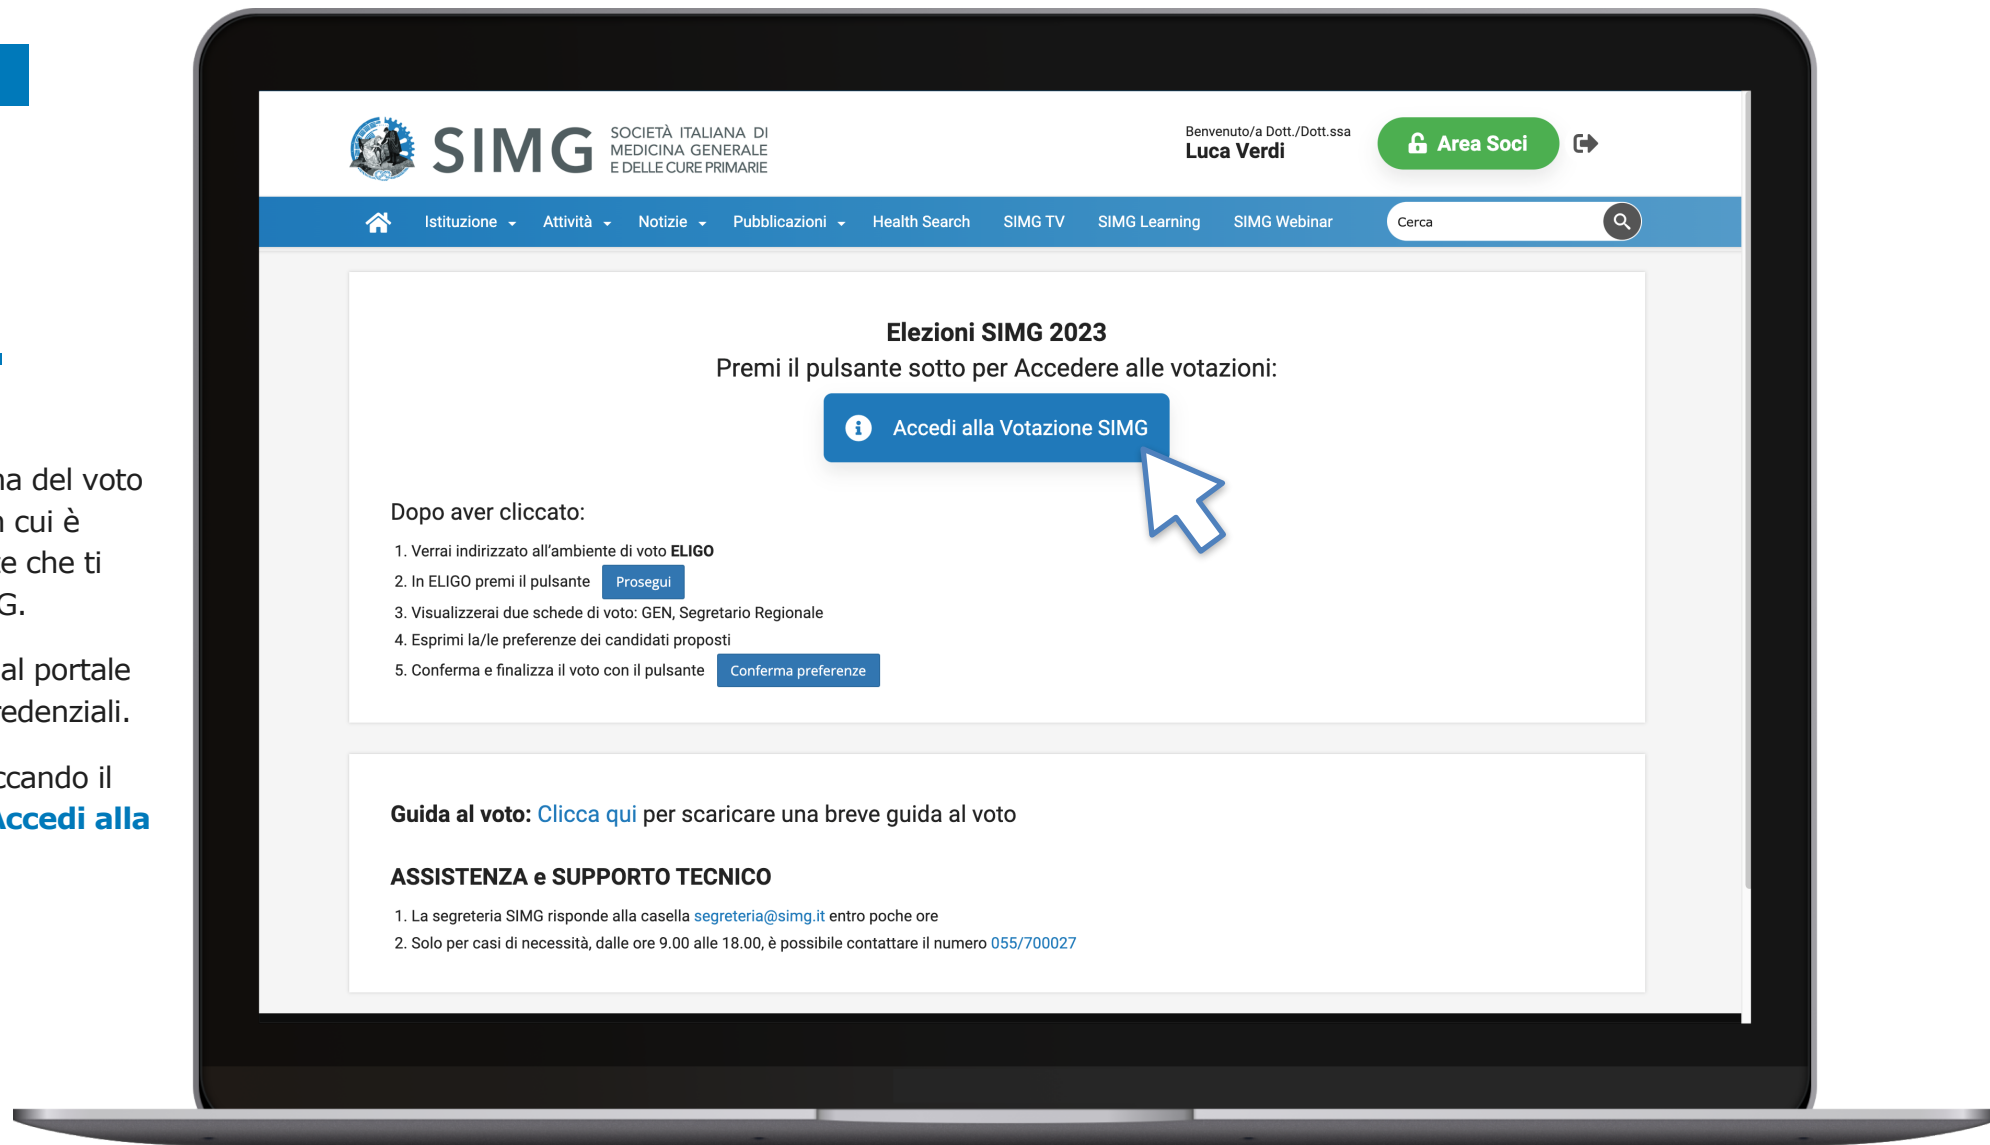 SIMG
SOCIETÀ ITALIANA DI
MEDICINA GENERALE
E DELLE CURE PRIMARIE
Benvenuto/a Dott./Dott.ssa
Luca Verdi
Area Soci
Istituzione Attività Notizie Pubblicazioni Health Search SIMG TV SIMG Learning SIMG Webinar Cerca
Elezioni SIMG 2023
Premi il pulsante sotto per Accedere alle votazioni:
Accedi alla Votazione SIMG
Dopo aver cliccato:
1. Verrai indirizzato all'ambiente di voto ELIGO
2. In ELIGO premi il pulsante Prosegui
3. Visualizzerai due schede di voto: GEN, Segretario Regionale
4. Esprimi la/le preferenze dei candidati proposti
5. Conferma e finalizza il voto con il pulsante Conferma preferenze
Guida al voto: Clicca qui per scaricare una breve guida al voto
ASSISTENZA e SUPPORTO TECNICO
1. La segreteria SIMG risponde alla casella segreteria@simg.it entro poche ore
2. Solo per casi di necessità, dalle ore 9.00 alle 18.00, è possibile contattare il numero 055/700027
del voto
cui è
che ti
G.
al portale
redenziali.
ccando il
Accedi alla